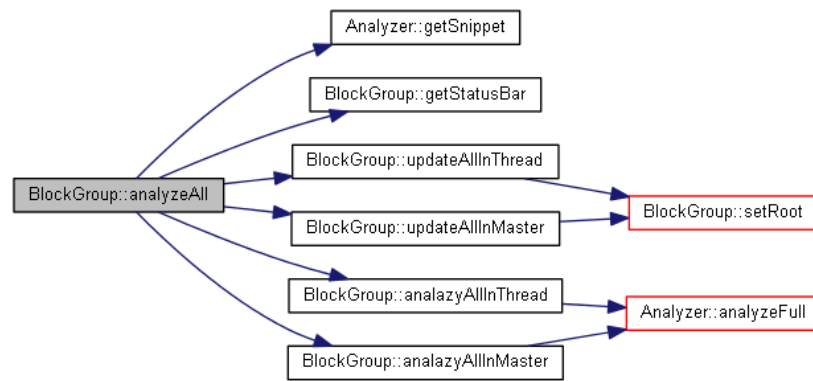 Analyzer::getSnippet
BlockGroup::getStatusBar
BlockGroup::updateAllInThread
BlockGroup::analyzeAll
BlockGroup::setRoot
BlockGroup::updateAllInMaster
BlockGroup::analazyAllInThread
Analyzer::analyzeFull
BlockGroup::analazyAllInMaster